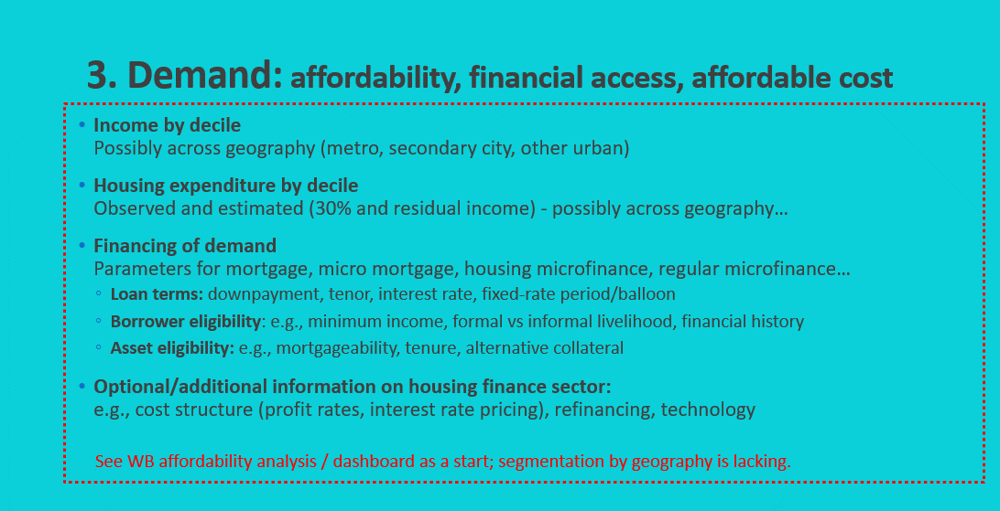 3. Demand: affordability, financial access, affordable cost
• Income by decile
Possibly across geography (metro, secondary city, other urban)
• Housing expenditure by decile
Observed and estimated (30% and residual income) - possibly across geography…
• Financing of demand
Parameters for mortgage, micro mortgage, housing microfinance, regular microfinance…
◦ Loan terms: downpayment, tenor, interest rate, fixed-rate period/balloon
◦ Borrower eligibility: e.g., minimum income, formal vs informal livelihood, financial history
◦ Asset eligibility: e.g., mortgageability, tenure, alternative collateral
• Optional/additional information on housing finance sector:
e.g., cost structure (profit rates, interest rate pricing), refinancing, technology
See WB affordability analysis / dashboard as a start; segmentation by geography is lacking.